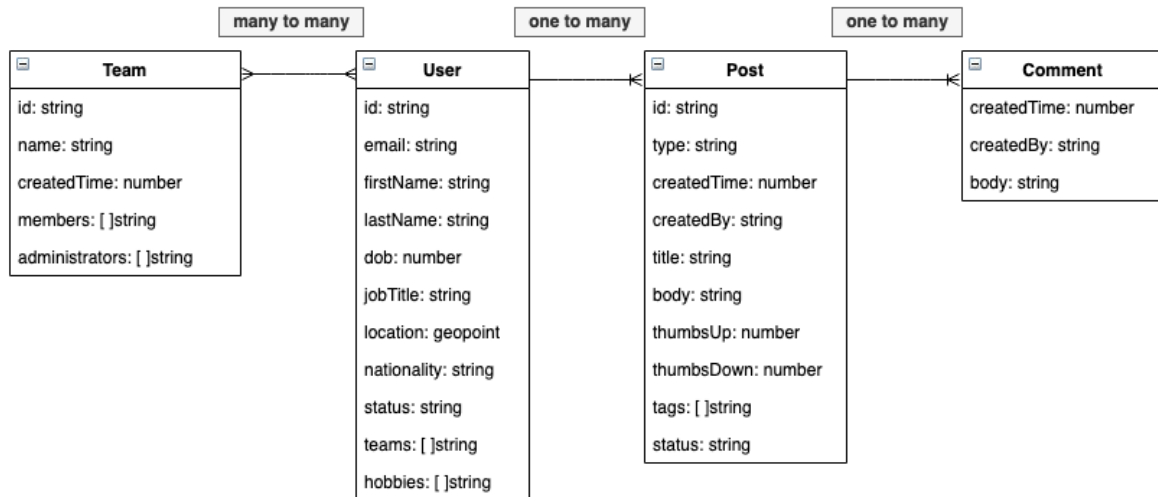 many to many
one to many
one to many
Team
id: string
name: string
createdTime: number
members: [ ]string
administrators: [ ]string
User
id: string
email: string
firstName: string
lastName: string
dob: number
jobTitle: string
location: geopoint
nationality: string
status: string
teams: [ ]string
hobbies: [ ]string
Post
id: string
type: string
createdTime: number
createdBy: string
title: string
body: string
thumbsUp: number
thumbsDown: number
tags: [ ]string
status: string
Comment
createdTime: number
createdBy: string
body: string